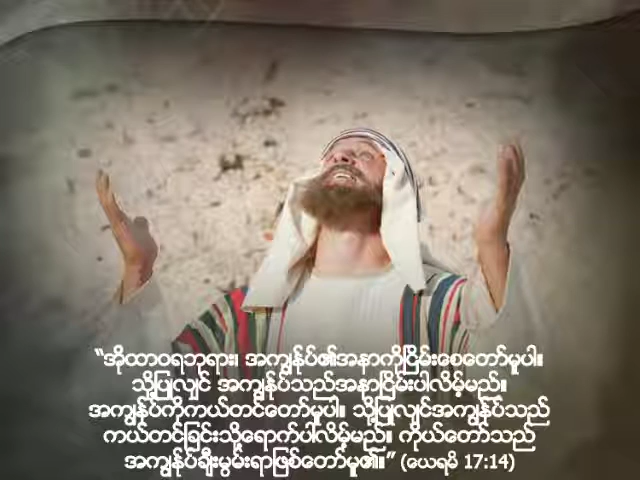 “အိုထာဝရဘုရား၊ အကျွန်ုပ်၏အနာကိုငြိမ်းစေတော်မူပါ။
သို့ပြုလျှင် အကျွန်ုပ်သည်အနာငြိမ်းပါလိမ့်မည်။
အကျွန်ုပ်ကိုကယ်တင်တော်မူပါ။ သို့ပြုလျှင်အကျွန်ုပ်သည်
ကယ်တင်ခြင်းသို့ရောက်ပါလိမ့်မည်။ ကိုယ်တော်သည်
အကျွန်ုပ်ချီးမွမ်းရာဖြစ်တော်မူ၏။” (ယေရမိ 17:14)